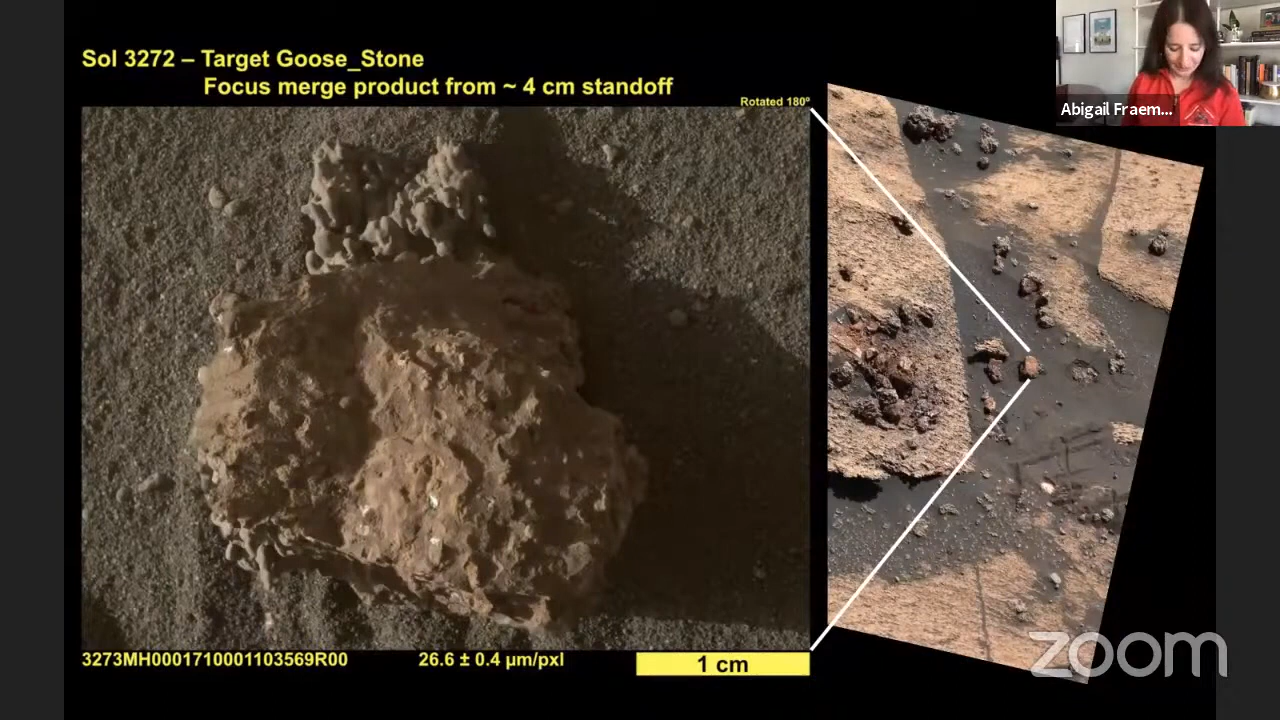 Sol 3272 – Target Goose_Stone
Focus merge product from ~ 4 cm standoff
Rotated 180º
Abigail Fraem...
3273MH0001710001103569R00
26.6 ± 0.4 µm/pxl
1 cm
zoom